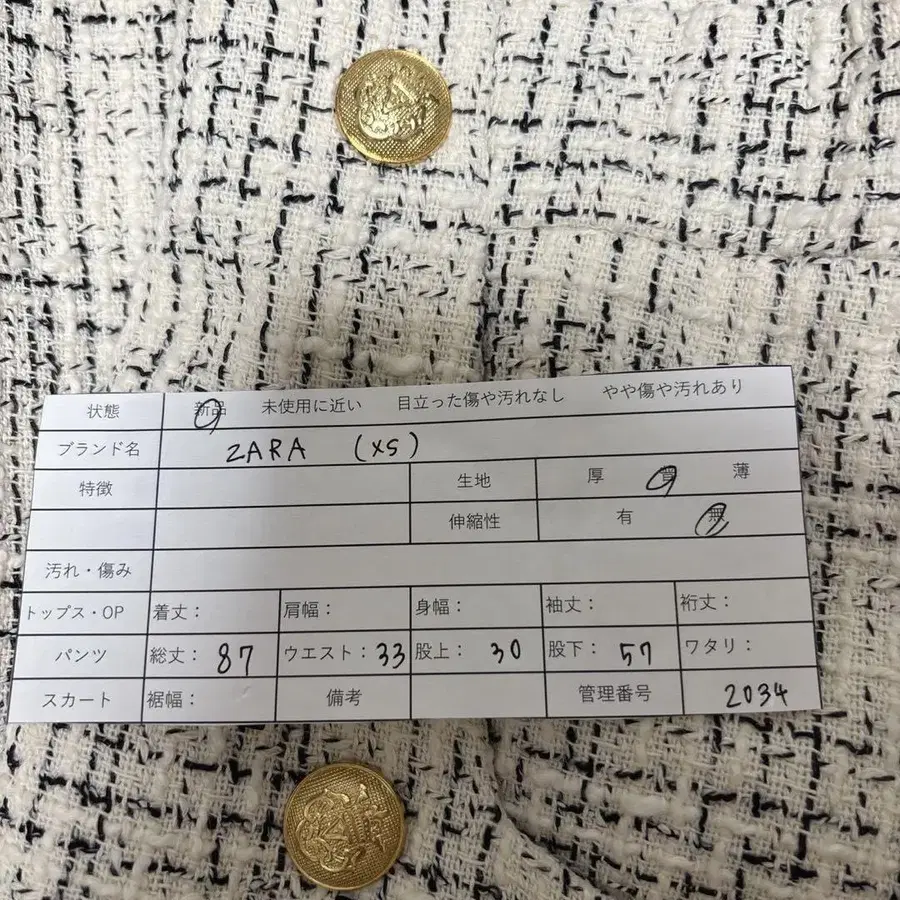 状態 新品 未使用に近い 目立った傷や汚れなし やや傷や汚れあり
ブランド名 ZARA (XS)
特徴 生地 厚 普 薄
伸縮性 有 無
汚れ・傷み
トップス・OP 着丈： 肩幅： 身幅： 袖丈： 裄丈：
パンツ 総丈：87 ウエスト：33 股上：30 股下：57 ワタリ：
スカート 裾幅： 備考 管理番号 2034